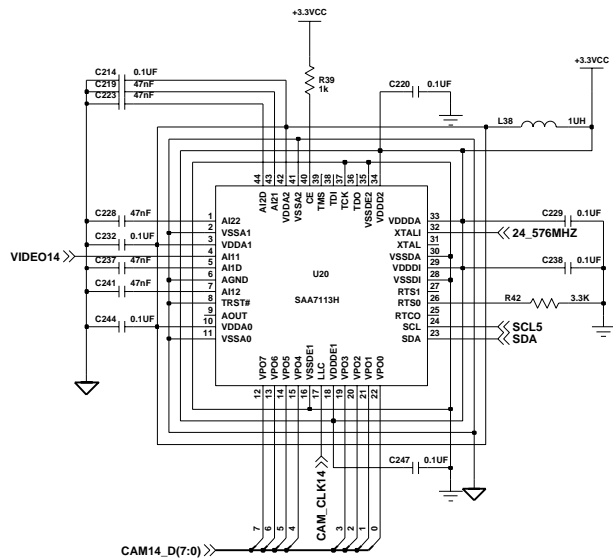 +3.3VCC
+3.3VCC
C214 0.1UF
C219 47nF
C223 47nF
R39
1k
C220 0.1UF
L38 1UH
44 43 42 41 40 39 38 37 36 35 34
AI2D AI21 VDDA2 VSSA2 CE TMS TDI TCK TDO VSSDE2 VDDD2
C228 47nF
C232 0.1UF
VIDEO14
C237 47nF
C241 47nF
C244 0.1UF
1 AI22
2 VSSA1
3 VDDA1
4 AI11
5 AI1D
6 AGND
7 AI12
8 TRST#
9 AOUT
10 VDDA0
11 VSSA0
U20
SAA7113H
VDDDA 33
XTALI 32
XTAL 31
VSSDA 30
VDDDI 29
VSSDI 28
RTS1 27
RTS0 26
RTCO 25
SCL 24
SDA 23
C229 0.1UF
24_576MHZ
C238 0.1UF
R42 3.3K
SCL5
SDA
VPO7 VPO6 VPO5 VPO4 VSSDE1 LLC VDDDE1 VPO3 VPO2 VPO1 VPO0
12 13 14 15 16 17 18 19 20 21 22
CAM_CLK14
C247 0.1UF
7 6 5 4 3 2 1 0
CAM14_D(7:0)